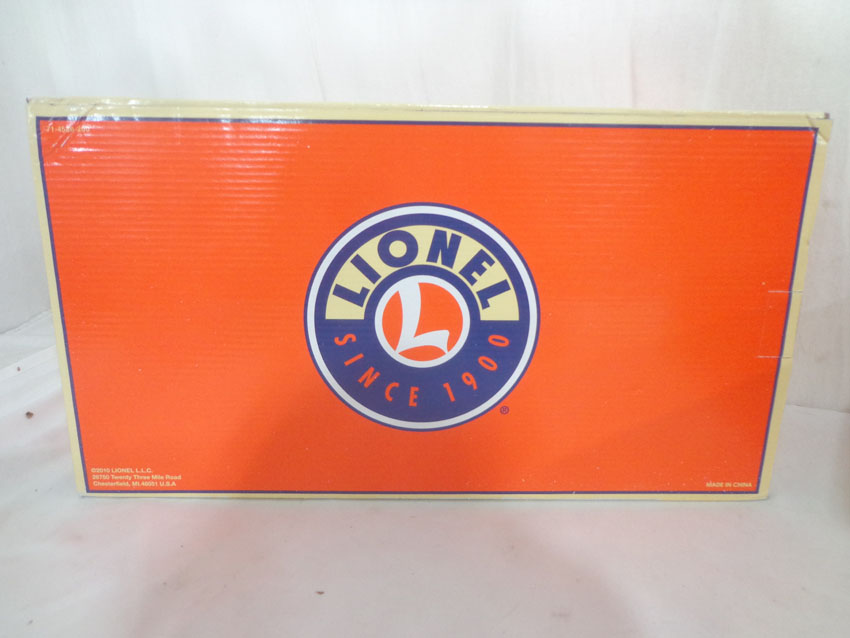 LIONEL
L
SINCE 1900
®
©2010 LIONEL L.L.C.
26750 Twenty Three Mile Road
Chesterfield, MI 48051 U.S.A
MADE IN CHINA